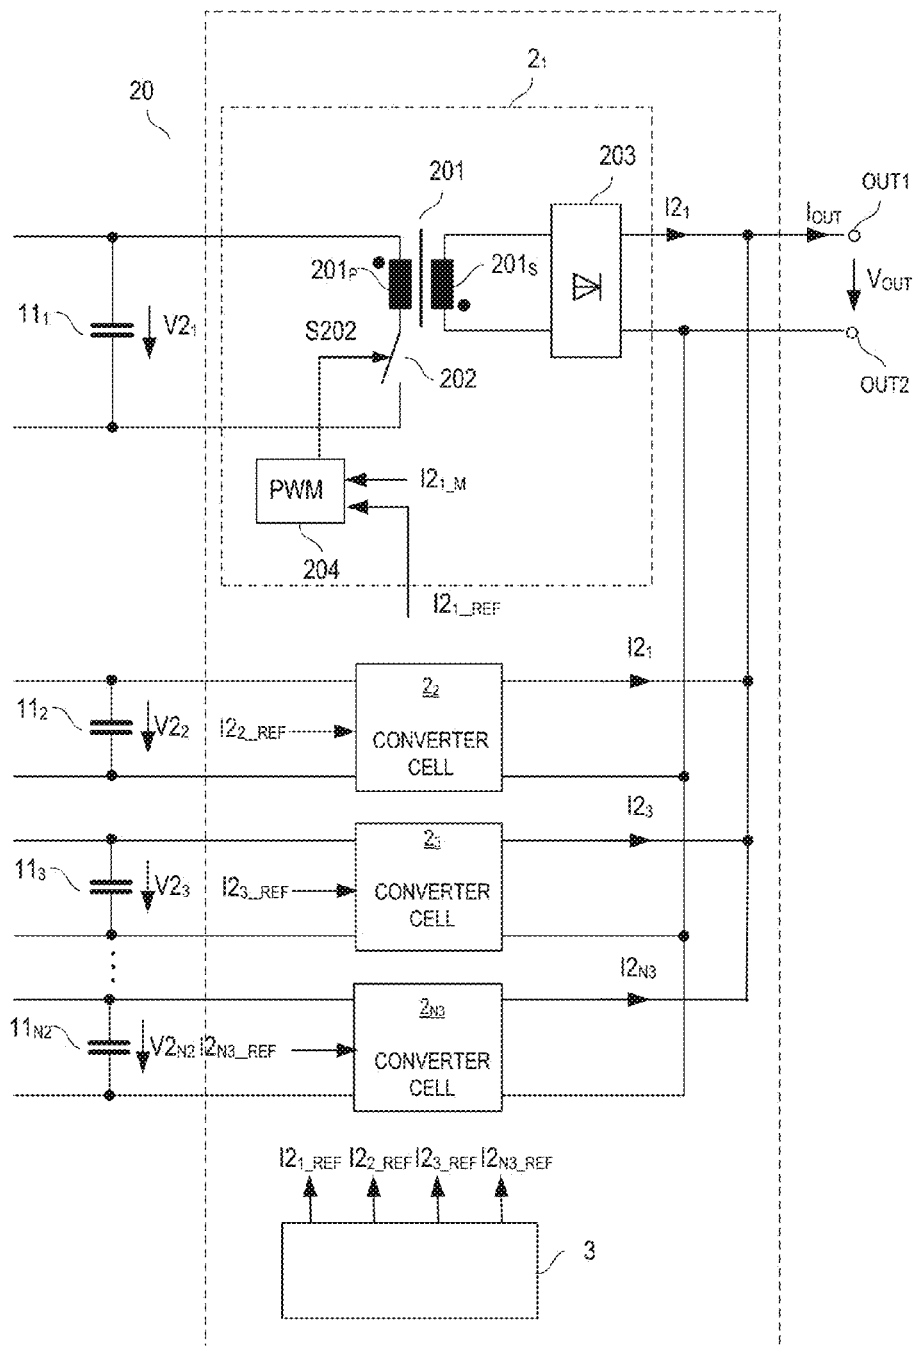 2₁
20
201
203
I2₁
I_OUT
OUT1
201_P
201_S
V_OUT
11₁
V2₁
S202
202
OUT2
PWM
I2₁_M
204
I2₁_REF
I2₁
2₂
11₂
V2₂
I2₂_REF
CONVERTER
CELL
I2₃
2₃
11₃
V2₃
I2₃_REF
CONVERTER
CELL
I2_N3
2_N3
11_N2
V2_N2
I2_N3_REF
CONVERTER
CELL
I2₁_REF I2₂_REF I2₃_REF I2_N3_REF
3